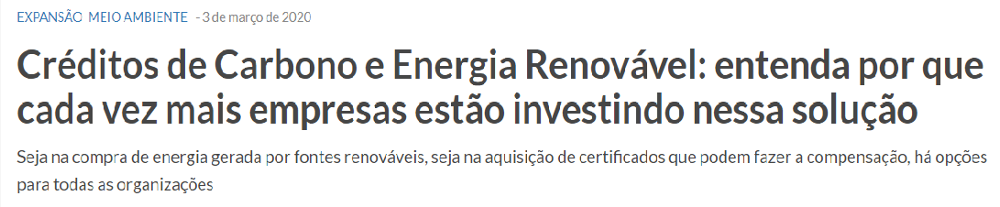 EXPANSÃO MEIO AMBIENTE - 3 de março de 2020
Créditos de Carbono e Energia Renovável: entenda por que
cada vez mais empresas estão investindo nessa solução
Seja na compra de energia gerada por fontes renováveis, seja na aquisição de certificados que podem fazer a compensação, há opções
para todas as organizações